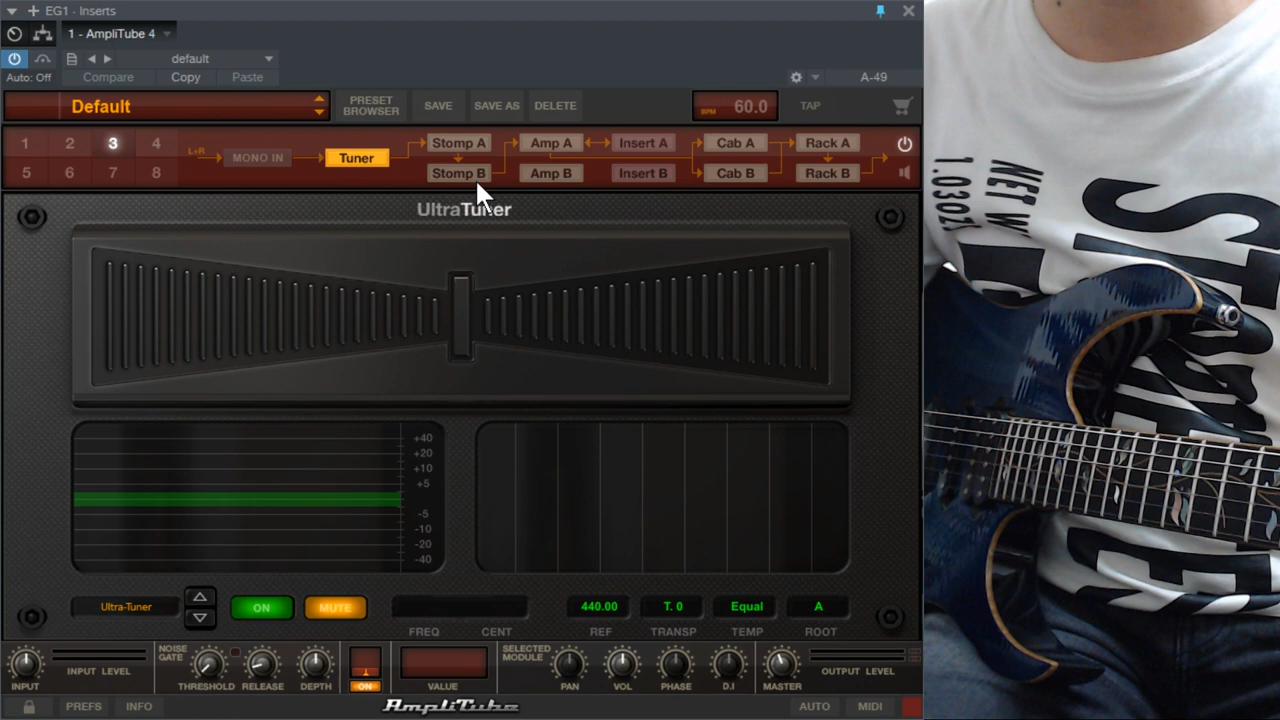 EG1 - Inserts
1 - AmpliTube 4
default
Auto: Off
Compare
Copy
Paste
A-49
Default
PRESET
BROWSER
SAVE
SAVE AS
DELETE
BPM 60.0
TAP
1 2 3 4
5 6 7 8
L+R
MONO IN
Tuner
Stomp A
Amp A
Insert A
Cab A
Rack A
Stomp B
Amp B
Insert B
Cab B
Rack B
UltraTuner
+40
+20
+10
+5
-5
-10
-20
-40
Ultra-Tuner
ON
MUTE
440.00
T. 0
Equal
A
FREQ
CENT
REF
TRANSP
TEMP
ROOT
INPUT
INPUT LEVEL
NOISE
GATE
THRESHOLD
RELEASE
DEPTH
ON
VALUE
SELECTED
MODULE
PAN
VOL
PHASE
D.I
MASTER
OUTPUT LEVEL
PREFS
INFO
AmpliTube
AUTO
MIDI
NET W